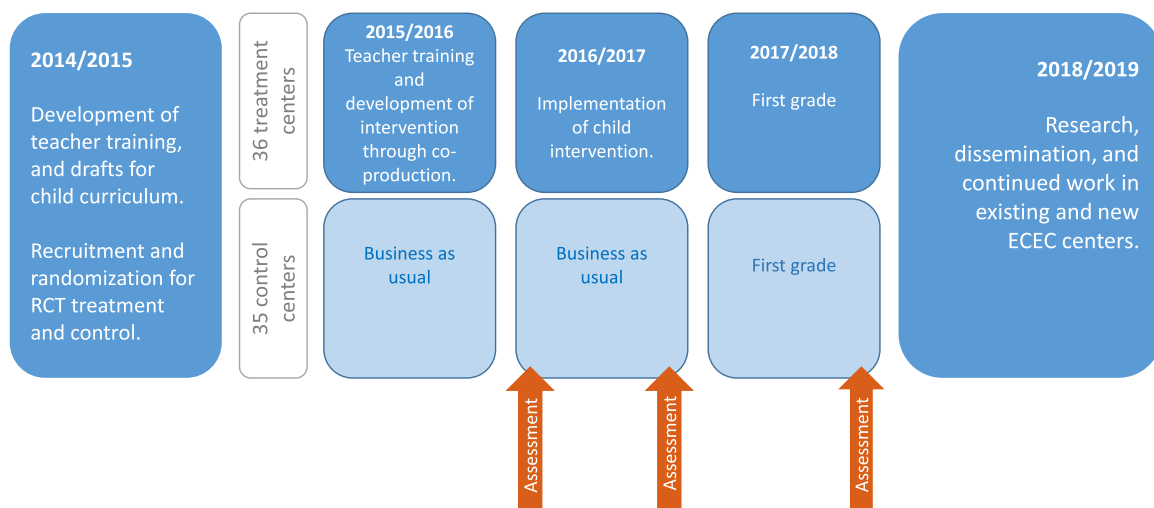 2014/2015
Development of
teacher training,
and drafts for
child curriculum.
Recruitment and
randomization for
RCT treatment
and control.
36 treatment
centers
35 control
centers
2015/2016
Teacher training
and
development of
intervention
through co-
production.
Business as
usual
2016/2017
Implementation
of child
intervention.
Business as
usual
2017/2018
First grade
First grade
2018/2019
Research,
dissemination, and
continued work in
existing and new
ECEC centers.
Assessment
Assessment
Assessment